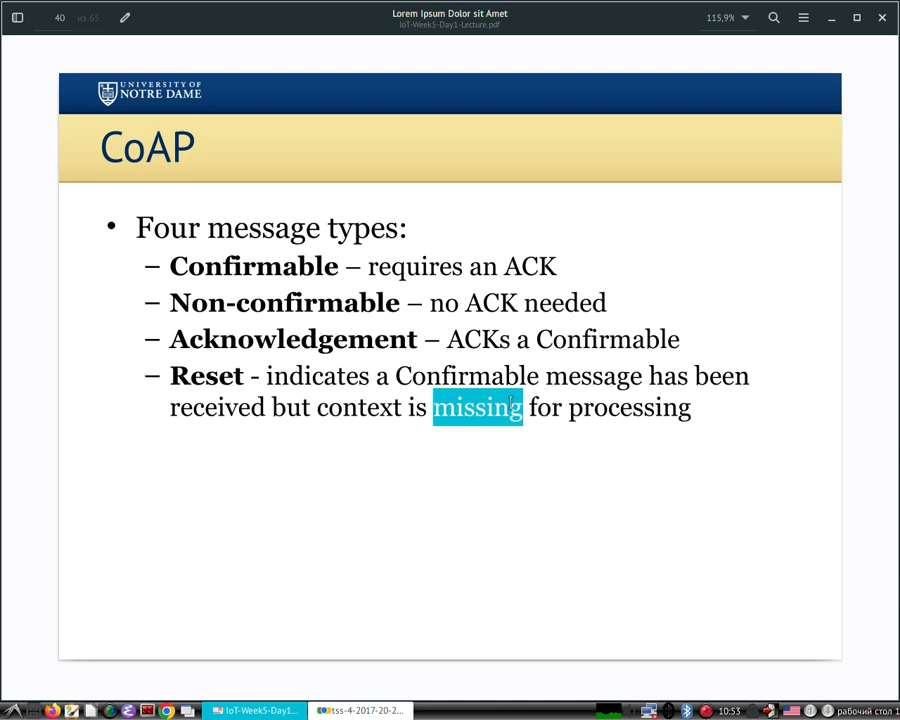 40 из 65
Lorem Ipsum Dolor sit Amet
IoT-Week5-Day1-Lecture.pdf
115,9%
UNIVERSITY OF
NOTRE DAME
CoAP
• Four message types:
– Confirmable – requires an ACK
– Non-confirmable – no ACK needed
– Acknowledgement – ACKs a Confirmable
– Reset - indicates a Confirmable message has been
received but context is missing for processing
IoT-Week5-Day1...
tss-4-2017-20-2...
10:53
рабочий стол 1